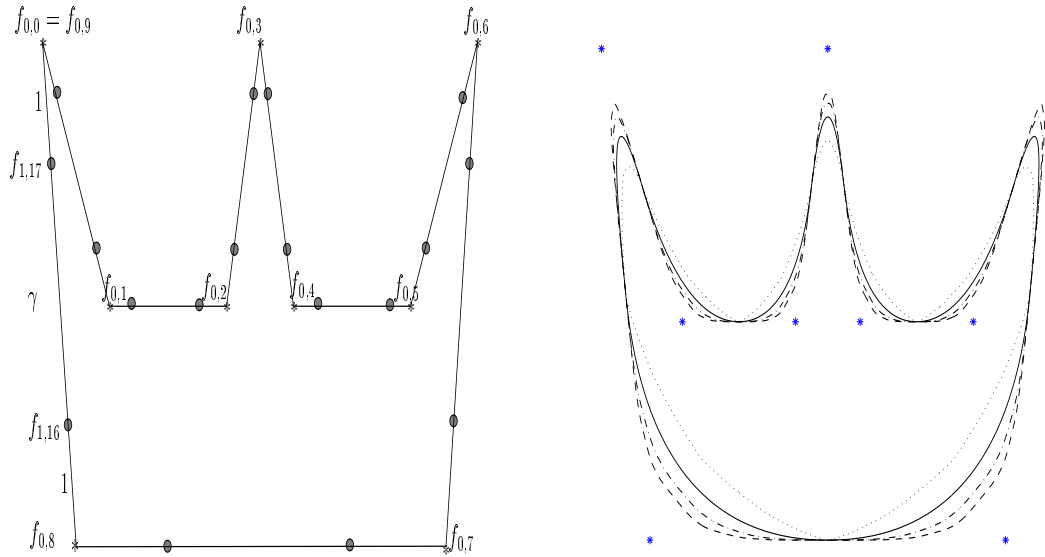 f_{0,0} = f_{0,9}
f_{0,3}
f_{0,6}
1
f_{1,17}
f_{0,1}
f_{0,2}
f_{0,4}
f_{0,5}
γ
f_{1,16}
1
f_{0,8}
f_{0,7}